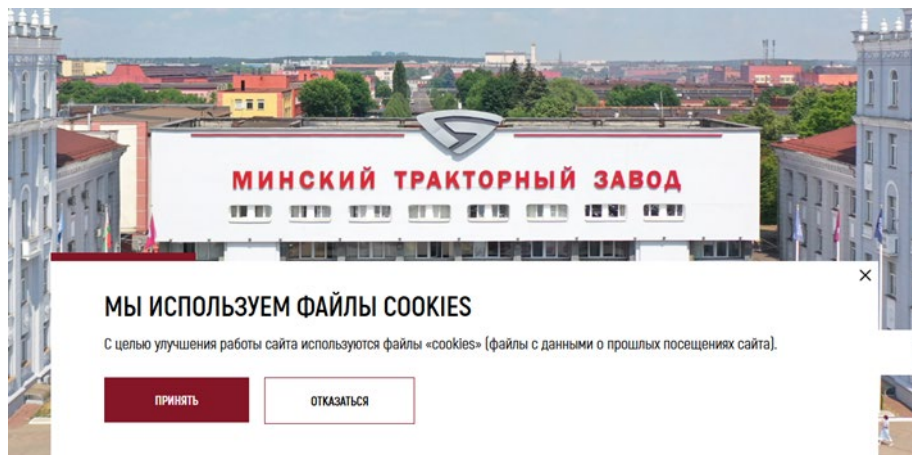 МИНСКИЙ ТРАКТОРНЫЙ ЗАВОД
МЫ ИСПОЛЬЗУЕМ ФАЙЛЫ COOKIES
С целью улучшения работы сайта используются файлы «cookies» (файлы с данными о прошлых посещениях сайта).
ПРИНЯТЬ
ОТКАЗАТЬСЯ